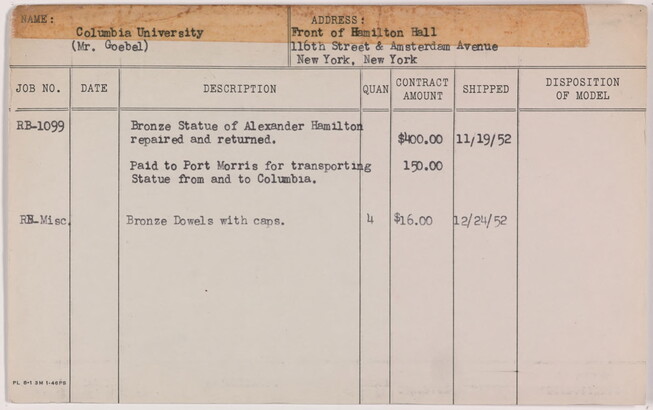 NAME: ADDRESS:
Columbia University Front of Hamilton Hall
(Mr. Goebel) 116th Street & Amsterdam Avenue
New York, New York
JOB NO. DATE DESCRIPTION QUAN CONTRACT AMOUNT SHIPPED DISPOSITION OF MODEL
RB-1099 Bronze Statue of Alexander Hamilton
repaired and returned. $400.00 11/19/52
Paid to Port Morris for transporting 150.00
Statue from and to Columbia.
RB-Misc. Bronze Dowels with caps. 4 $16.00 12/24/52